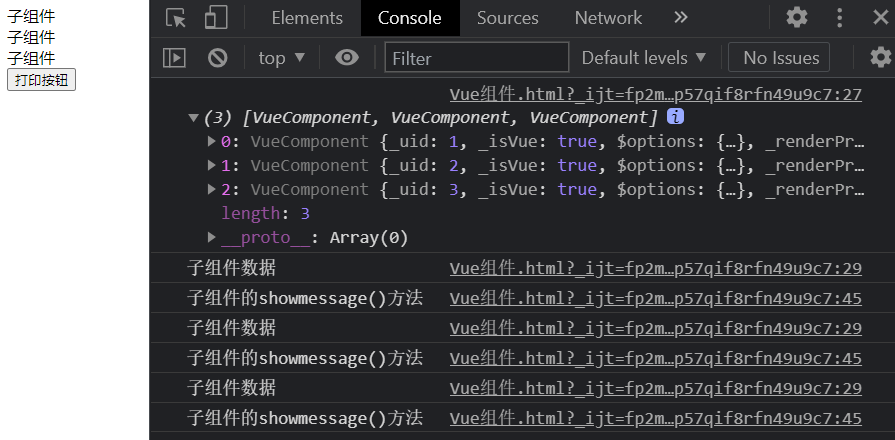 子组件
子组件
子组件
打印按钮
Elements Console Sources Network »
top ▼ Filter Default levels ▼ No Issues
Vue组件.html?_ijt=fp2m…p57qif8rfn49u9c7:27
▼(3) [VueComponent, VueComponent, VueComponent] i
▶0: VueComponent {_uid: 1, _isVue: true, $options: {…}, _renderPr…
▶1: VueComponent {_uid: 2, _isVue: true, $options: {…}, _renderPr…
▶2: VueComponent {_uid: 3, _isVue: true, $options: {…}, _renderPr…
length: 3
▶__proto__: Array(0)
子组件数据 Vue组件.html?_ijt=fp2m…p57qif8rfn49u9c7:29
子组件的showmessage()方法 Vue组件.html?_ijt=fp2m…p57qif8rfn49u9c7:45
子组件数据 Vue组件.html?_ijt=fp2m…p57qif8rfn49u9c7:29
子组件的showmessage()方法 Vue组件.html?_ijt=fp2m…p57qif8rfn49u9c7:45
子组件数据 Vue组件.html?_ijt=fp2m…p57qif8rfn49u9c7:29
子组件的showmessage()方法 Vue组件.html?_ijt=fp2m…p57qif8rfn49u9c7:45